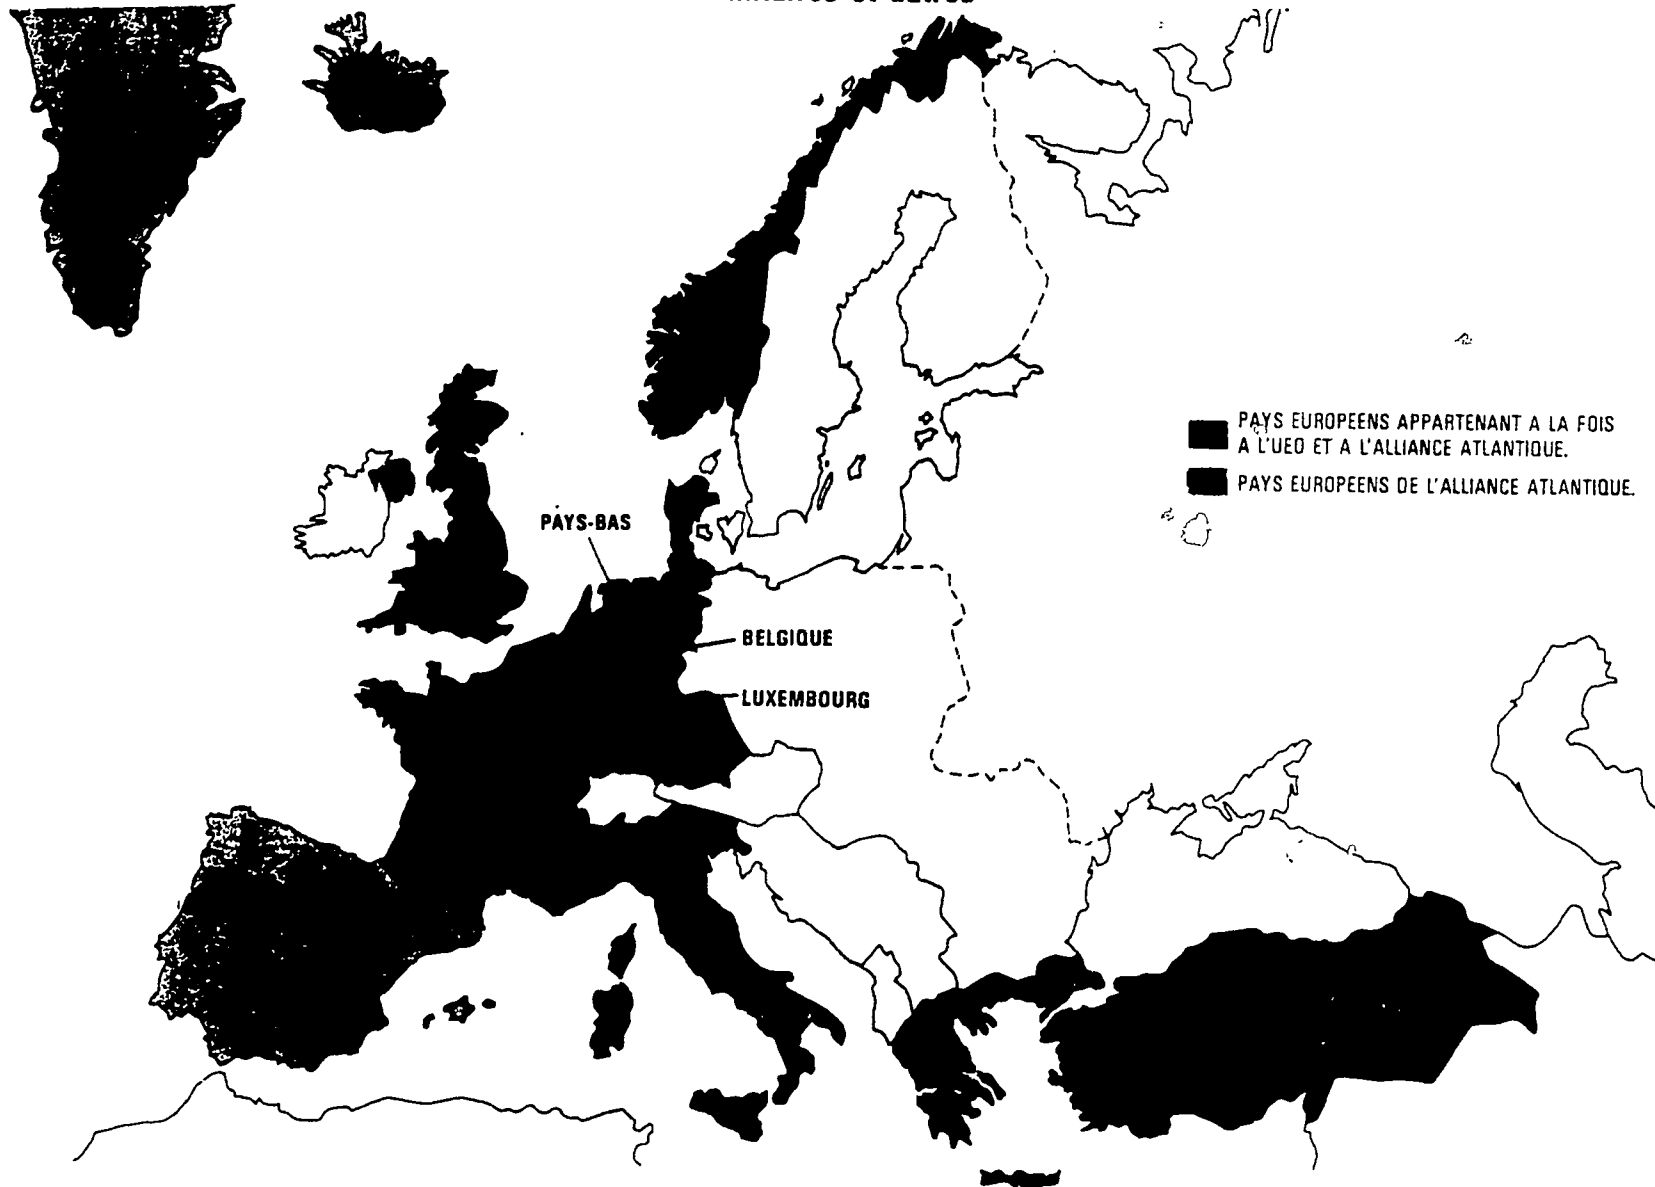 PAYS EUROPEENS APPARTENANT A LA FOIS
A L'UEO ET A L'ALLIANCE ATLANTIQUE.
PAYS EUROPEENS DE L'ALLIANCE ATLANTIQUE.
PAYS-BAS
BELGIQUE
LUXEMBOURG